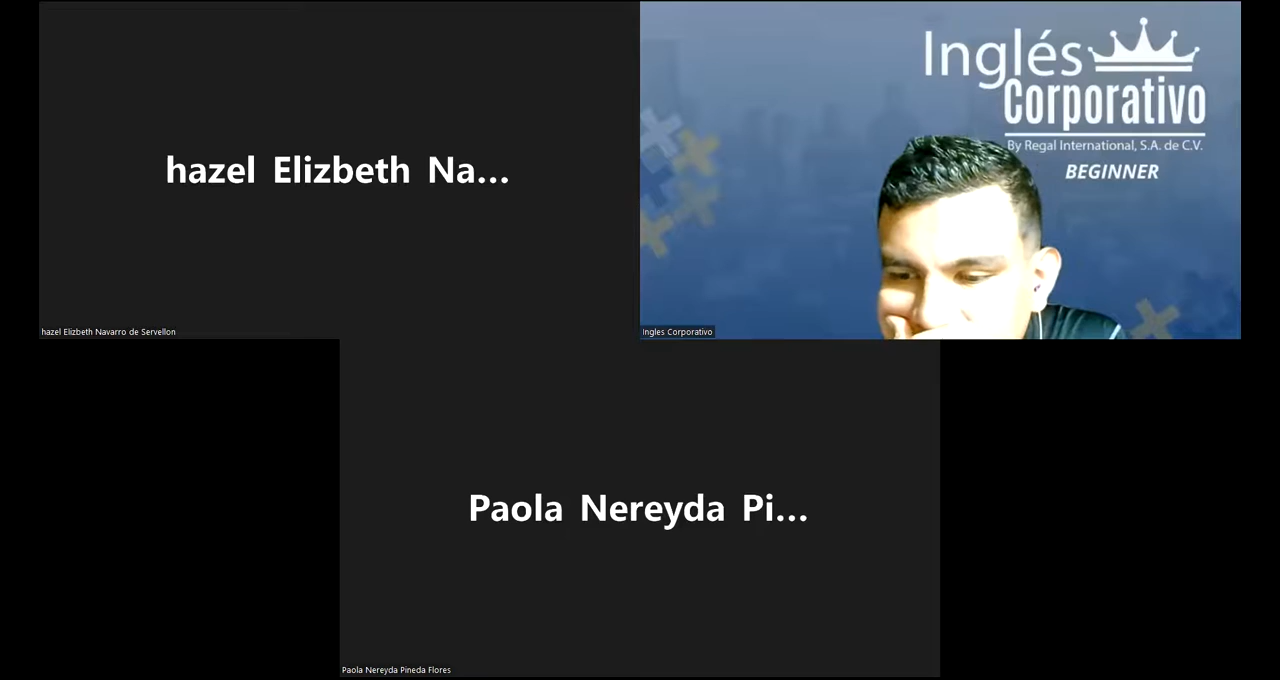 hazel Elizbeth Na...
hazel Elizbeth Navarro de Servellon
Inglés
Corporativo
By Regal International, S.A. de C.V.
BEGINNER
Ingles Corporativo
Paola Nereyda Pi...
Paola Nereyda Pineda Flores